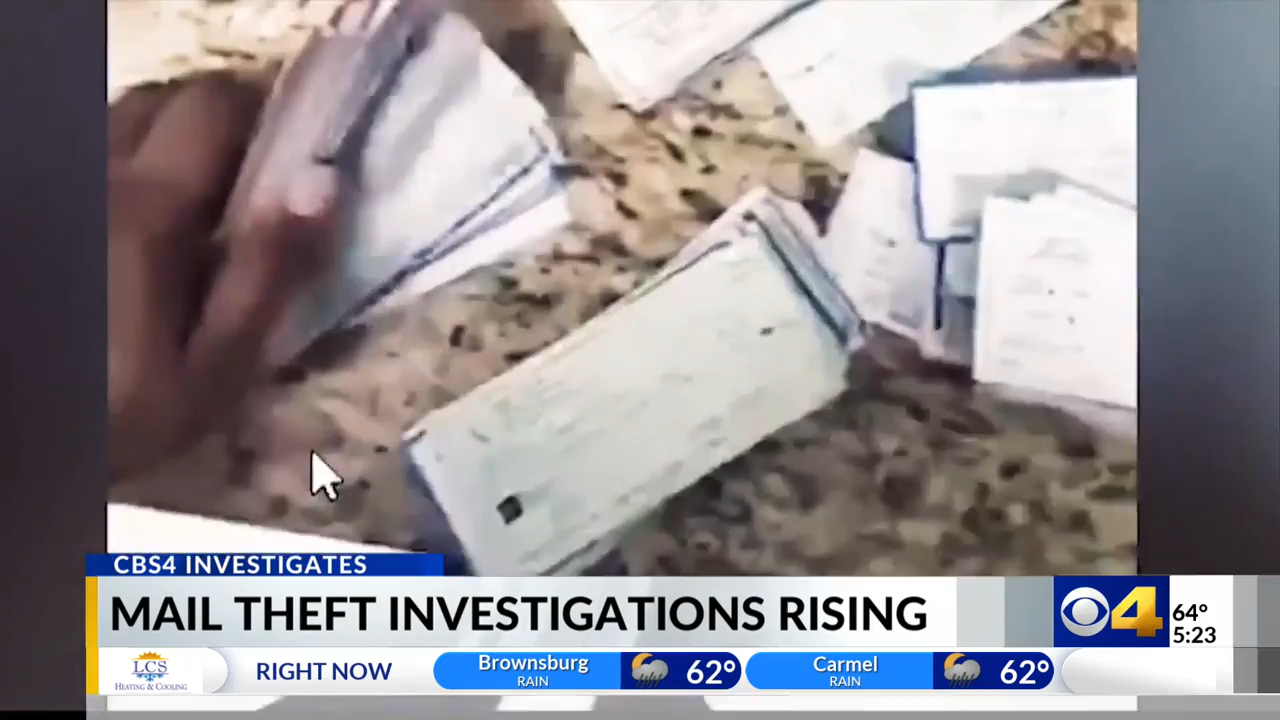 CBS4 INVESTIGATES
MAIL THEFT INVESTIGATIONS RISING
4
64°
5:23
LCS
HEATING & COOLING
RIGHT NOW
Brownsburg
RAIN
62°
Carmel
RAIN
62°